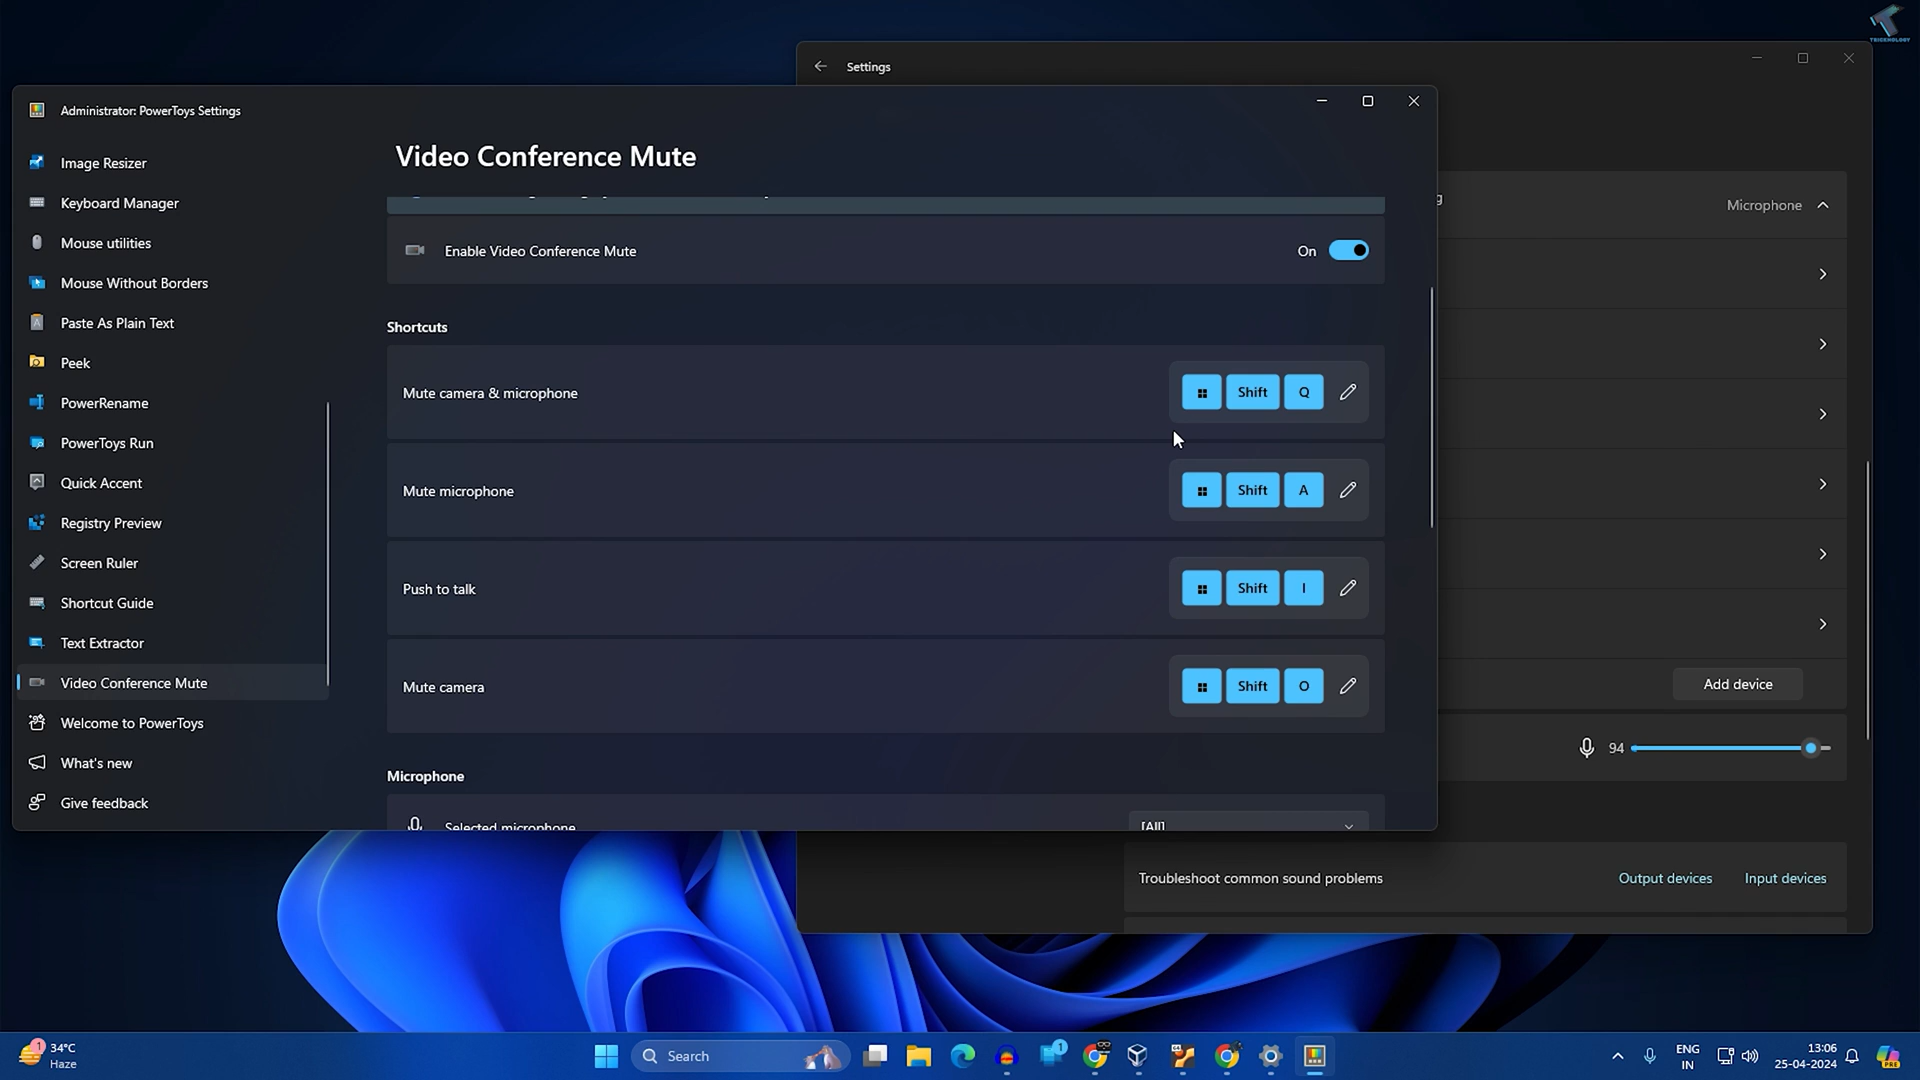 TRICKNOLOGY
Settings
Administrator: PowerToys Settings
Video Conference Mute
Image Resizer
Keyboard Manager
Mouse utilities
Mouse Without Borders
Paste As Plain Text
Peek
PowerRename
PowerToys Run
Quick Accent
Registry Preview
Screen Ruler
Shortcut Guide
Text Extractor
Video Conference Mute
Welcome to PowerToys
What's new
Give feedback
Enable Video Conference Mute On
Shortcuts
Mute camera & microphone Shift Q
Mute microphone Shift A
Push to talk Shift I
Mute camera Shift O
Microphone
Selected microphone [All]
Microphone
Add device
94
Troubleshoot common sound problems Output devices Input devices
1
34°C
Haze
Search
1
ENG
IN
13:06
25-04-2024
PRE